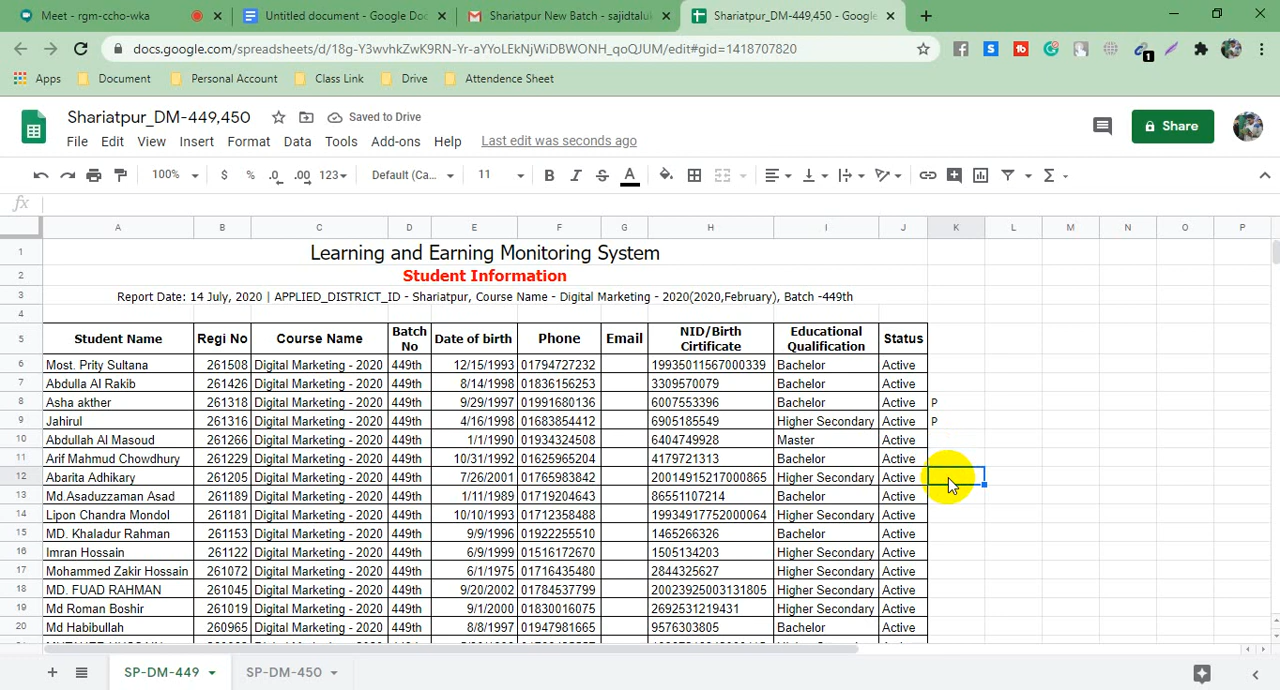 Meet - rgm-ccho-wka
Untitled document - Google Doc
Shariatpur New Batch - sajidtaluk
Shariatpur_DM-449,450 - Google
docs.google.com/spreadsheets/d/18g-Y3wvhkZwK9RN-Yr-aYYoLEkNjWiDBWONH_qoQJUM/edit#gid=1418707820
1
Apps Document Personal Account Class Link Drive Attendence Sheet
Shariatpur_DM-449,450 Saved to Drive
Share
File Edit View Insert Format Data Tools Add-ons Help Last edit was seconds ago
100% $ % .0 .00 123 Default (Ca... 11 B I S A
fx
A B C D E F G H I J K L M N O P
1 Learning and Earning Monitoring System
2 Student Information
3 Report Date: 14 July, 2020 | APPLIED_DISTRICT_ID - Shariatpur, Course Name - Digital Marketing - 2020(2020,February), Batch -449th
4
5 Student Name Regi No Course Name Batch No Date of birth Phone Email NID/Birth Cirtificate Educational Qualification Status
6 Most. Prity Sultana 261508 Digital Marketing - 2020 449th 12/15/1993 01794727232 19935011567000339 Bachelor Active
7 Abdulla Al Rakib 261426 Digital Marketing - 2020 449th 8/14/1998 01836156253 3309570079 Bachelor Active
8 Asha akther 261318 Digital Marketing - 2020 449th 9/29/1997 01991680136 6007553396 Bachelor Active P
9 Jahirul 261316 Digital Marketing - 2020 449th 4/16/1998 01683854412 6905185549 Higher Secondary Active P
10 Abdullah Al Masoud 261266 Digital Marketing - 2020 449th 1/1/1990 01934324508 6404749928 Master Active
11 Arif Mahmud Chowdhury 261229 Digital Marketing - 2020 449th 10/31/1992 01625965204 4179721313 Bachelor Active
12 Abarita Adhikary 261205 Digital Marketing - 2020 449th 7/26/2001 01765983842 20014915217000865 Higher Secondary Active
13 Md.Asaduzzaman Asad 261189 Digital Marketing - 2020 449th 1/11/1989 01719204643 86551107214 Bachelor Active
14 Lipon Chandra Mondol 261181 Digital Marketing - 2020 449th 10/10/1993 01712358488 19934917752000064 Higher Secondary Active
15 MD. Khaladur Rahman 261153 Digital Marketing - 2020 449th 9/9/1996 01922255510 1465266326 Bachelor Active
16 Imran Hossain 261122 Digital Marketing - 2020 449th 6/9/1999 01516172670 1505134203 Higher Secondary Active
17 Mohammed Zakir Hossain 261072 Digital Marketing - 2020 449th 6/1/1975 01716435480 2844325627 Higher Secondary Active
18 MD. FUAD RAHMAN 261045 Digital Marketing - 2020 449th 9/20/2002 01784537799 20023925003131805 Higher Secondary Active
19 Md Roman Boshir 261019 Digital Marketing - 2020 449th 9/1/2000 01830016075 2692531219431 Higher Secondary Active
20 Md Habibullah 260965 Digital Marketing - 2020 449th 8/8/1997 01947981165 9576303805 Bachelor Active
SP-DM-449 SP-DM-450